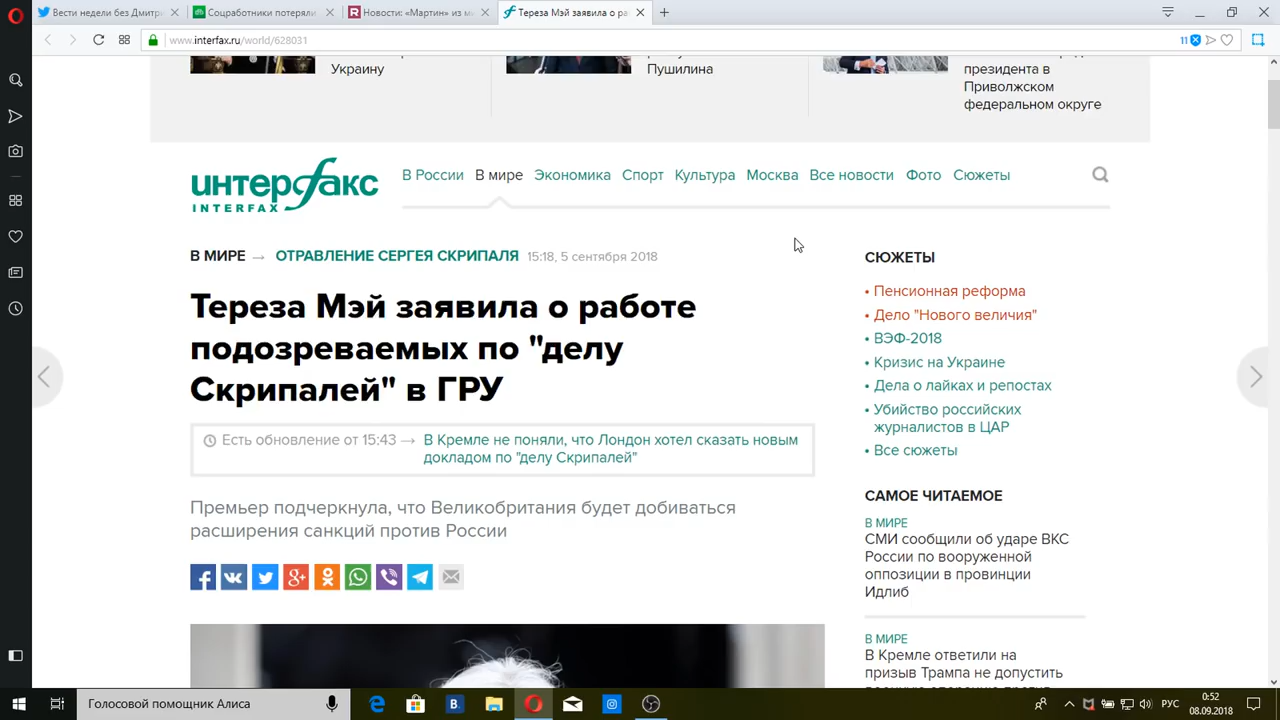 Вести недели без Дмитр
Соцработники потеряли
Новости: «Мартин» из м
Тереза Мэй заявила о ра
www.interfax.ru/world/628031
11
Украину
Пушилина
президента в
Приволжском
федеральном округе
интерфакс
INTERFAX
В России В мире Экономика Спорт Культура Москва Все новости Фото Сюжеты
В МИРЕ → ОТРАВЛЕНИЕ СЕРГЕЯ СКРИПАЛЯ 15:18, 5 сентября 2018
Тереза Мэй заявила о работе
подозреваемых по "делу
Скрипалей" в ГРУ
Есть обновление от 15:43 → В Кремле не поняли, что Лондон хотел сказать новым
докладом по "делу Скрипалей"
Премьер подчеркнула, что Великобритания будет добиваться
расширения санкций против России
СЮЖЕТЫ
• Пенсионная реформа
• Дело "Нового величия"
• ВЭФ-2018
• Кризис на Украине
• Дела о лайках и репостах
• Убийство российских
журналистов в ЦАР
• Все сюжеты
САМОЕ ЧИТАЕМОЕ
В МИРЕ
СМИ сообщили об ударе ВКС
России по вооруженной
оппозиции в провинции
Идлиб
В МИРЕ
В Кремле ответили на
призыв Трампа не допустить
Голосовой помощник Алиса
РУС
0:52
08.09.2018